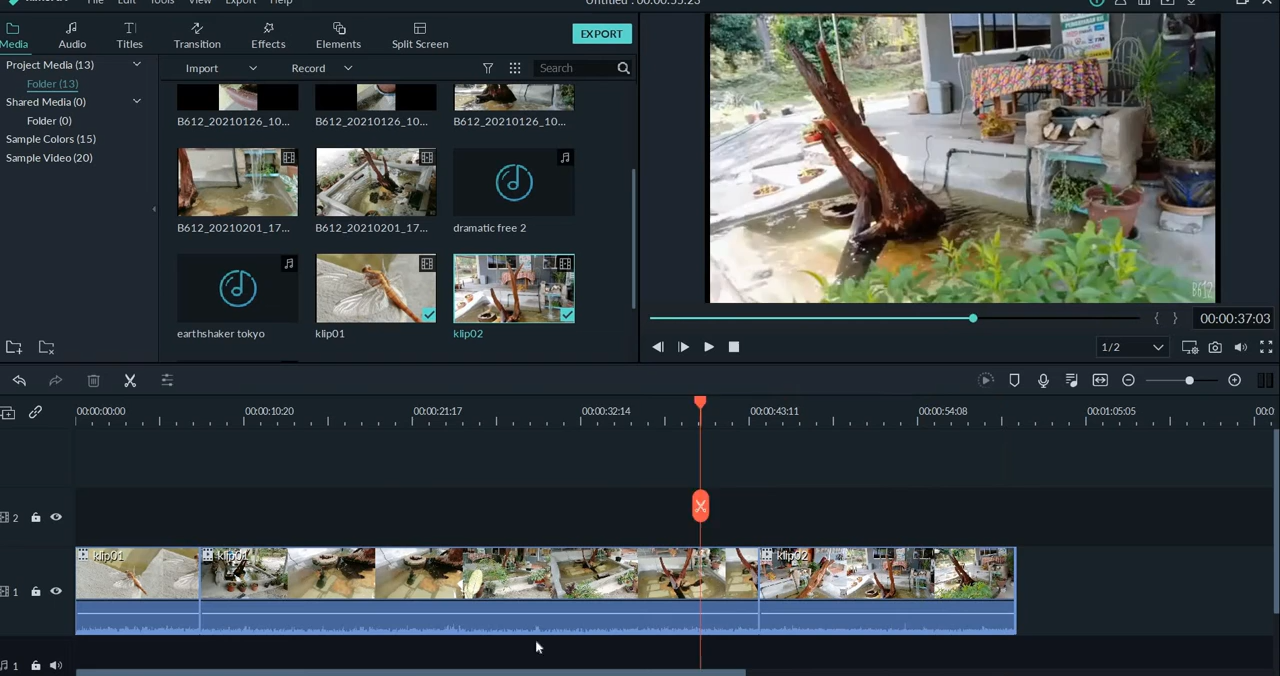 File Edit Tools View Export Help
Untitled : 00:00:55:23
Media
Audio
Titles
Transition
Effects
Elements
Split Screen
EXPORT
Project Media (13)
Folder (13)
Shared Media (0)
Folder (0)
Sample Colors (15)
Sample Video (20)
Import
Record
Search
B612_20210126_10...
B612_20210126_10...
B612_20210126_10...
B612_20210201_17...
B612_20210201_17...
dramatic free 2
earthshaker tokyo
klip01
klip02
B612
00:00:37:03
1/2
00:00:00:00
00:00:10:20
00:00:21:17
00:00:32:14
00:00:43:11
00:00:54:08
00:01:05:05
00:0
2
klip01
klip01
klip02
1
1